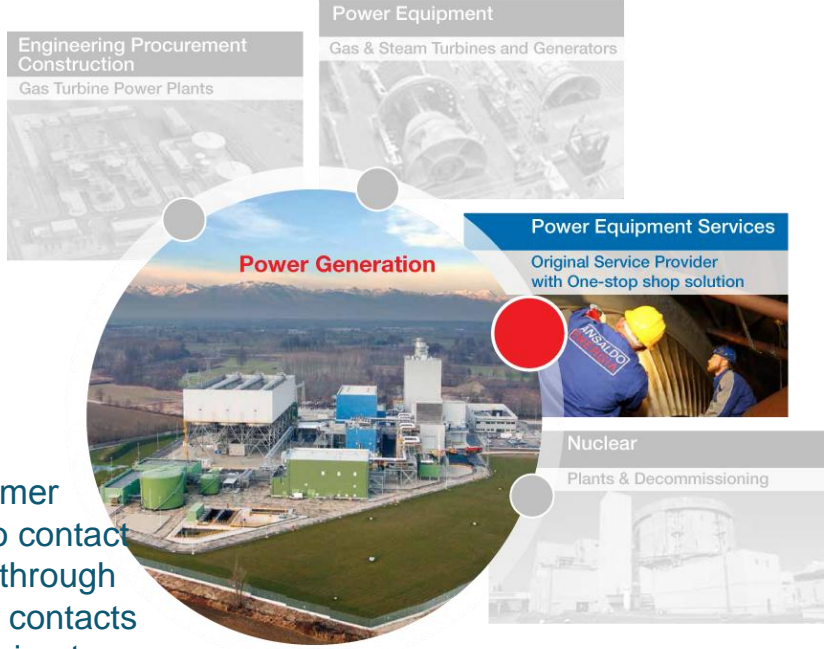 Power Equipment
Gas & Steam Turbines and Generators
Engineering Procurement
Construction
Gas Turbine Power Plants
Power Equipment Services
Original Service Provider
with One-stop shop solution
Power Generation
ANSALDO
ENERGIA
Nuclear
Plants & Decommissioning
contact
through
contacts